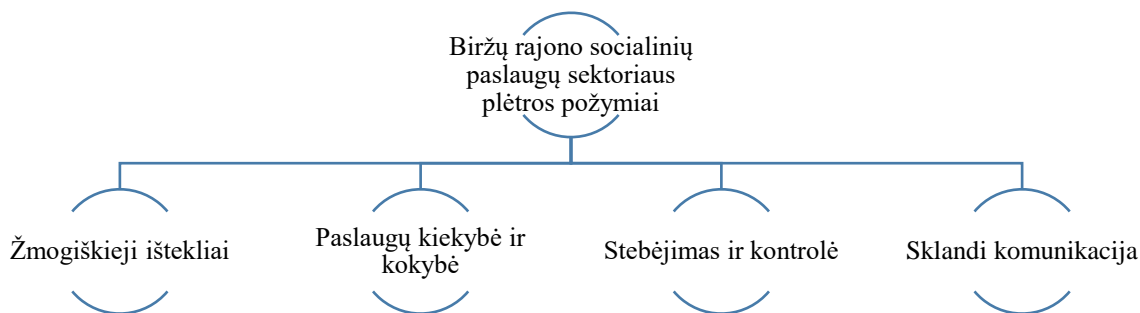 Biržų rajono socialinių
paslaugų sektoriaus
plėtros požymiai
Žmogiškieji ištekliai
Paslaugų kiekybė ir
kokybė
Stebėjimas ir kontrolė
Sklandi komunikacija